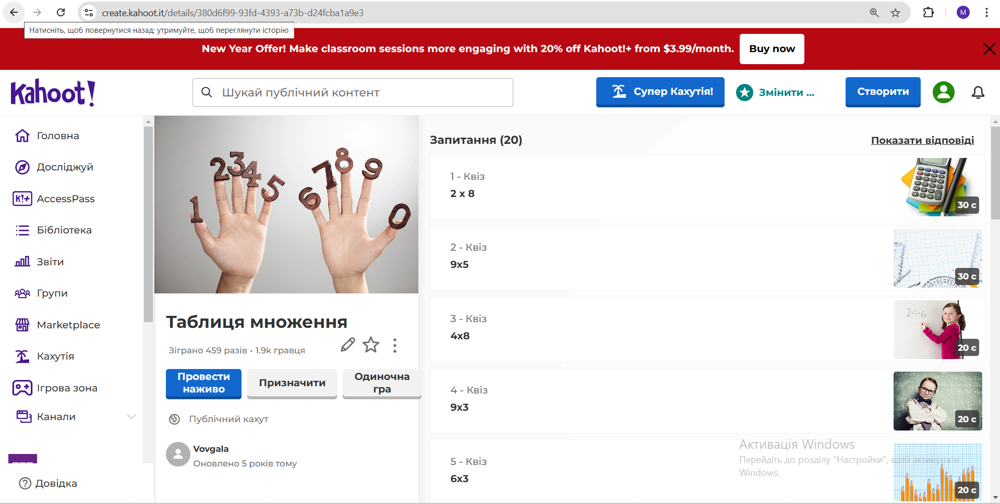 create.kahoot.it/details/380d6f99-93fd-4393-a73b-d24fcba1a9e3
M
Натисніть, щоб повернутися назад; утримуйте, щоб переглянути історію
New Year Offer! Make classroom sessions more engaging with 20% off Kahoot!+ from $3.99/month.
Buy now
Kahoot!
Шукай публічний контент
Супер Кахутія!
Змінити ...
Створити
Головна
Досліджуй
K!+ AccessPass
Бібліотека
Звіти
Групи
Marketplace
Кахутія
Ігрова зона
Канали
Довідка
1 2 3 4 5 6 7 8 9 0
Таблиця множення
Зіграно 459 разів • 1.9k гравця
Провести наживо
Призначити
Одиночна гра
Публічний кахут
Vovgala
Оновлено 5 років тому
Запитання (20)
Показати відповіді
1 - Квіз
2 x 8
30 с
2 - Квіз
9x5
30 с
3 - Квіз
4x8
20 с
4 - Квіз
9x3
20 с
5 - Квіз
6x3
20 с
Активація Windows
Перейдіть до розділу "Настройки", щоб активувати
Windows.